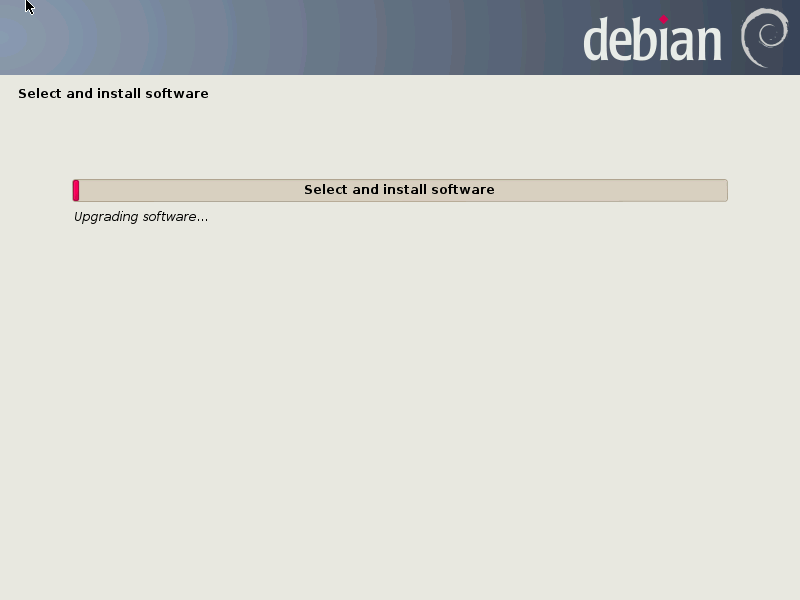 debian
Select and install software
Select and install software
Upgrading software...